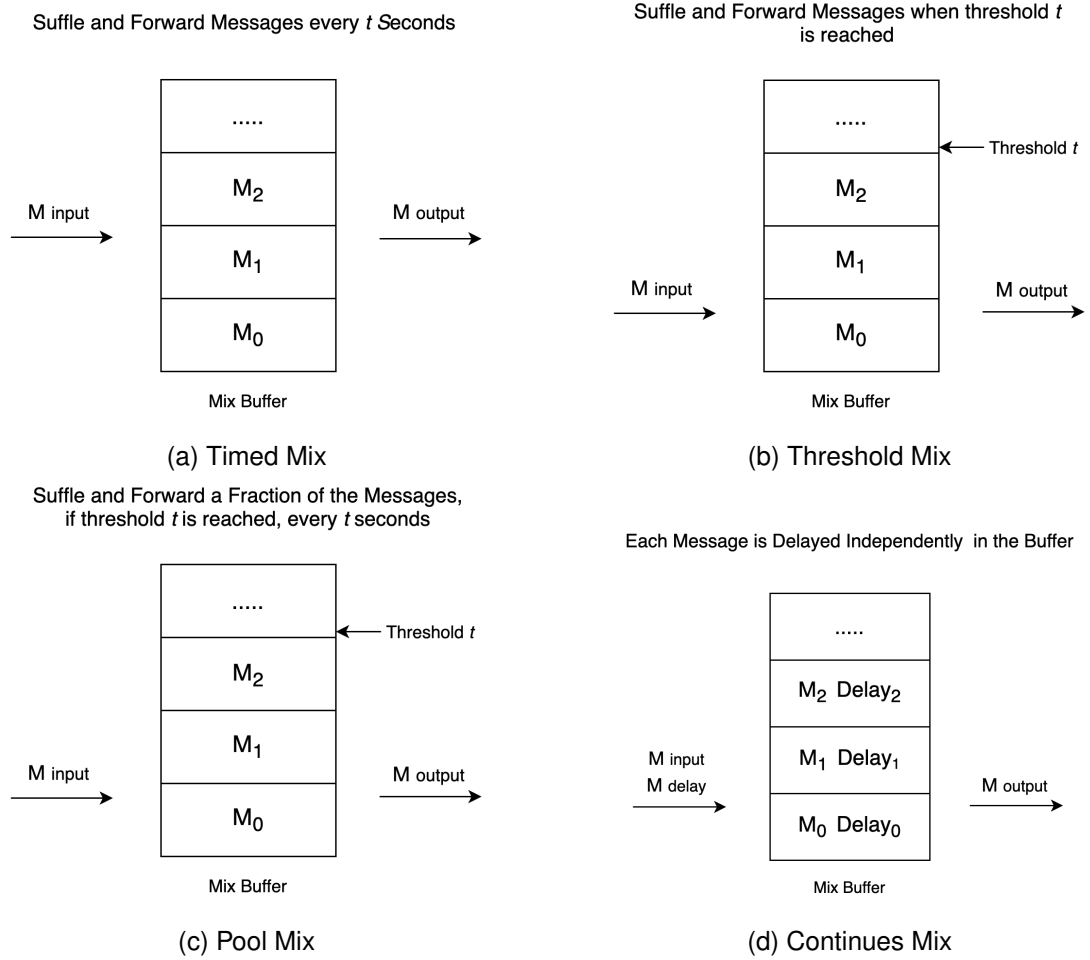 Suffle and Forward Messages every t Seconds
.....
M2
M1
M0
M input
M output
Mix Buffer
(a) Timed Mix
Suffle and Forward Messages when threshold t
is reached
.....
Threshold t
M2
M1
M0
M input
M output
Mix Buffer
(b) Threshold Mix
Suffle and Forward a Fraction of the Messages,
if threshold t is reached, every t seconds
.....
Threshold t
M2
M1
M0
M input
M output
Mix Buffer
(c) Pool Mix
Each Message is Delayed Independently in the Buffer
.....
M2 Delay2
M1 Delay1
M0 Delay0
M input
M delay
M output
Mix Buffer
(d) Continues Mix